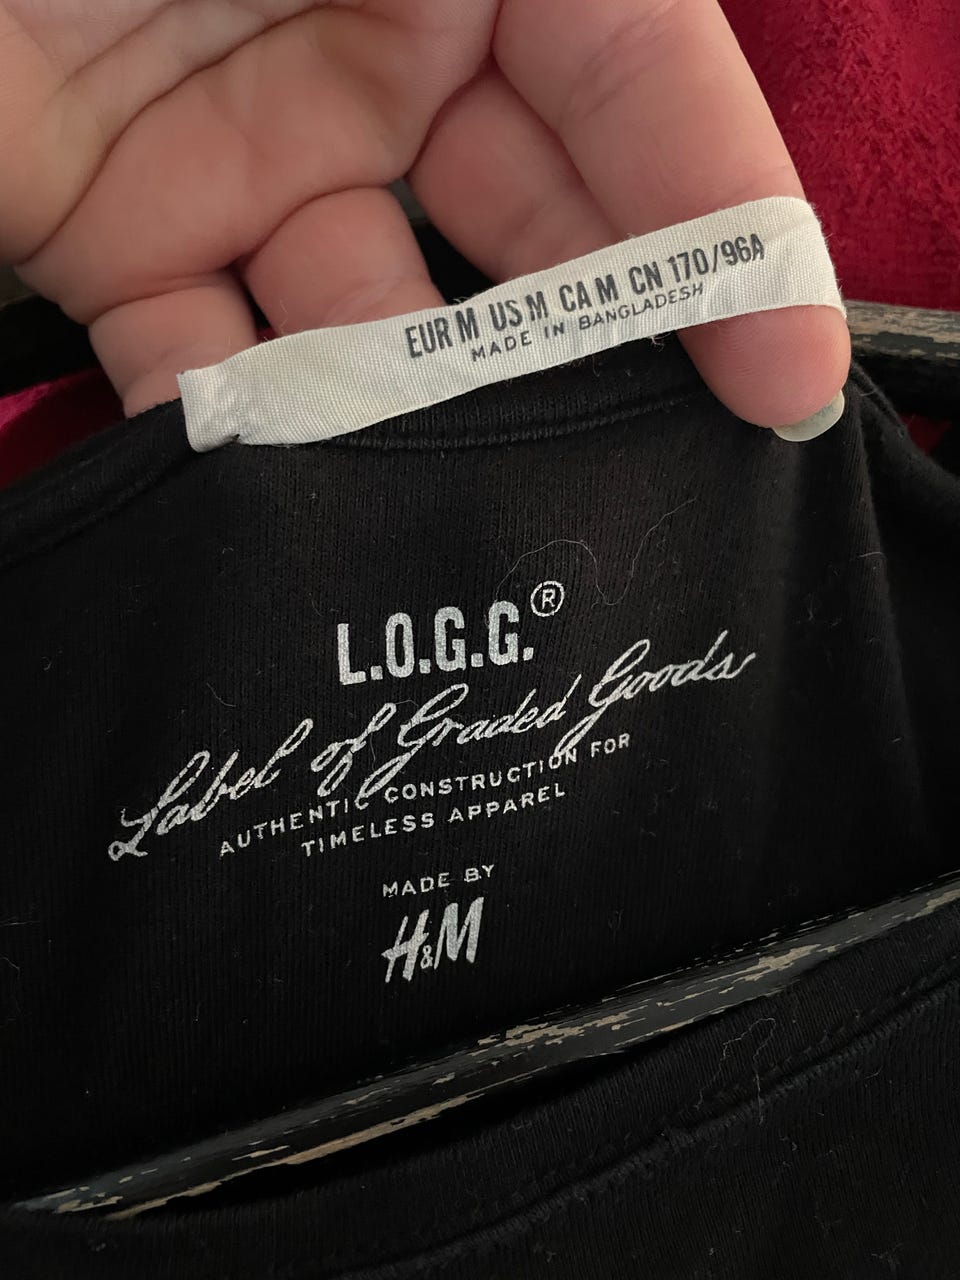 EUR M US M CA M CN 170/96A
MADE IN BANGLADESH
L.O.G.G.®
Label of Graded Goods
AUTHENTIC CONSTRUCTION FOR
TIMELESS APPAREL
MADE BY
H&M